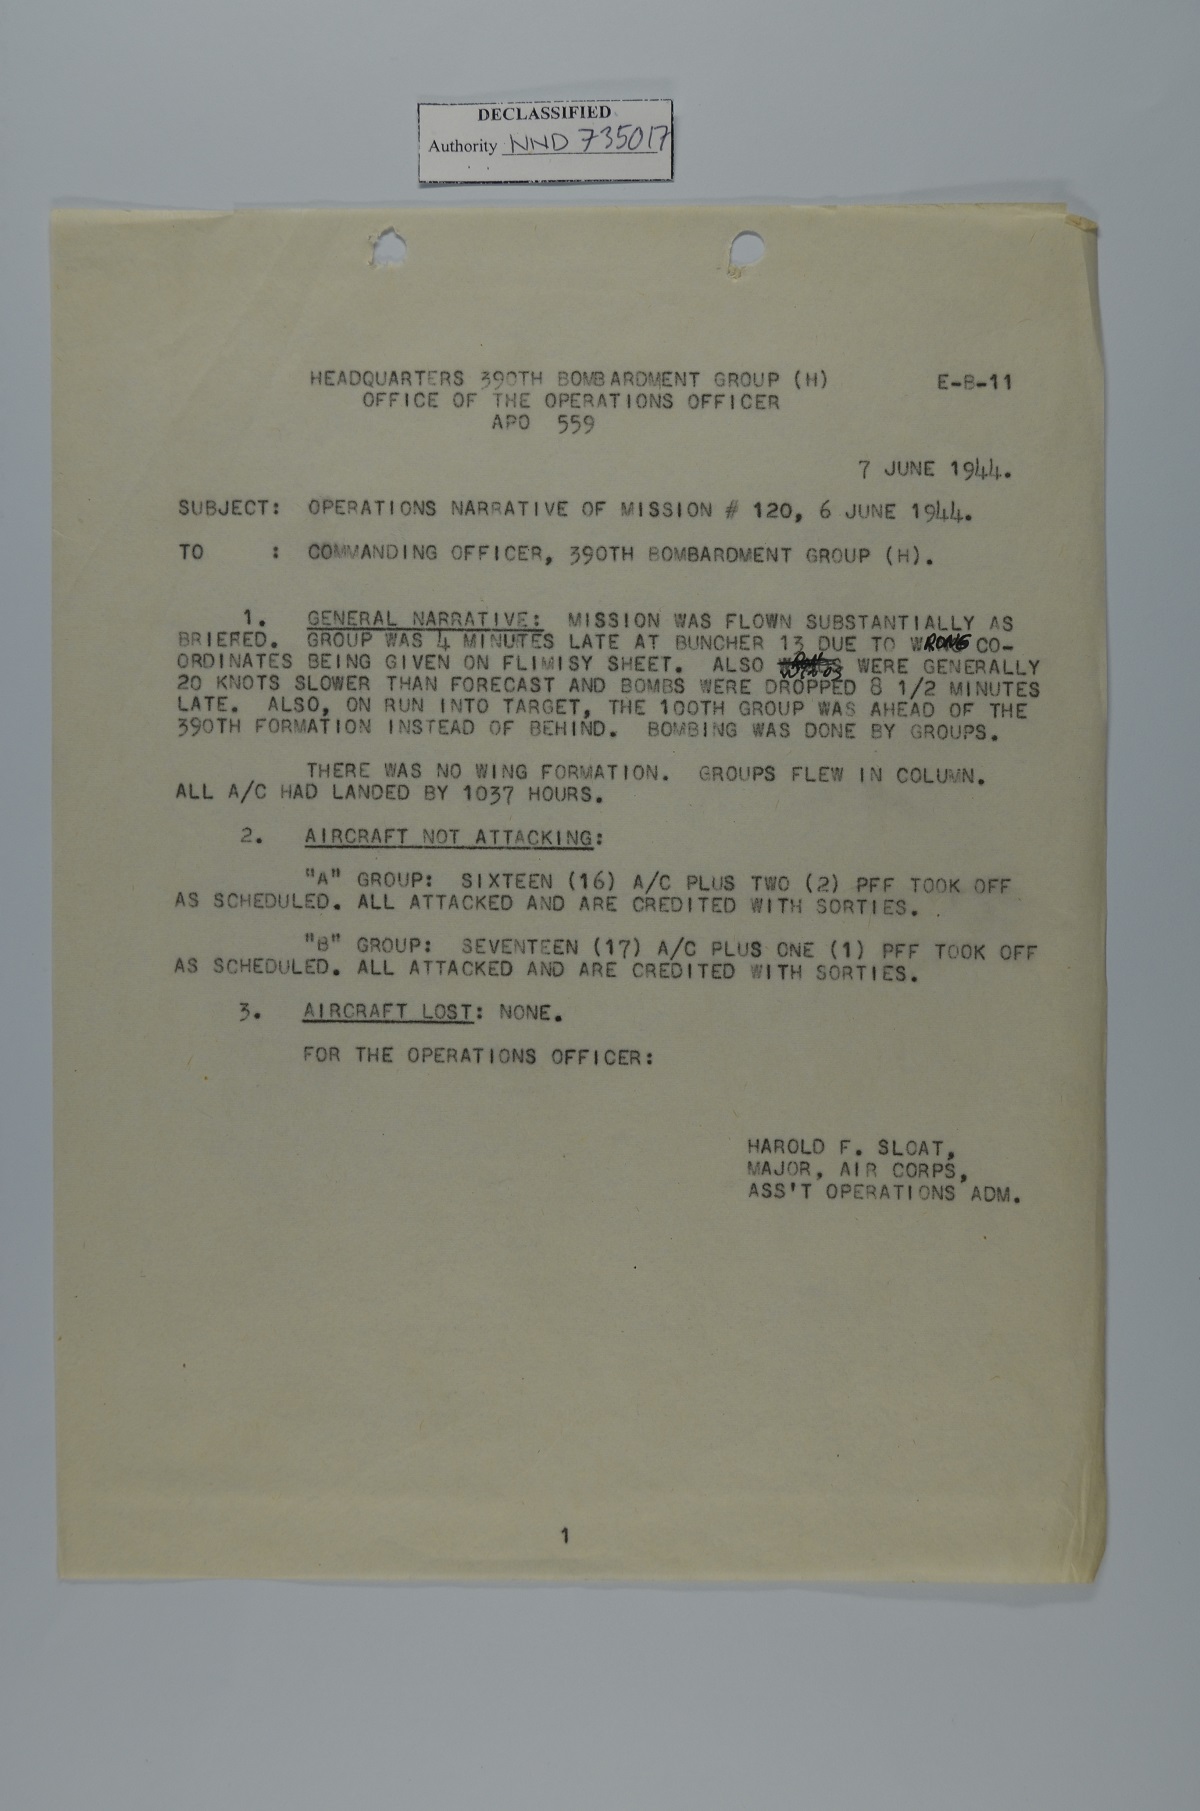 DECLASSIFIED
Authority NND 735017
HEADQUARTERS 390TH BOMBARDMENT GROUP (H) E-B-11
OFFICE OF THE OPERATIONS OFFICER
APO 559
7 JUNE 1944.
SUBJECT: OPERATIONS NARRATIVE OF MISSION # 120, 6 JUNE 1944.
TO : COMMANDING OFFICER, 390TH BOMBARDMENT GROUP (H).
1. GENERAL NARRATIVE: MISSION WAS FLOWN SUBSTANTIALLY AS
BRIEFED. GROUP WAS 4 MINUTES LATE AT BUNCHER 13 DUE TO WRONG CO-
ORDINATES BEING GIVEN ON FLIMISY SHEET. ALSO WERE GENERALLY
20 KNOTS SLOWER THAN FORECAST AND BOMBS WERE DROPPED 8 1/2 MINUTES
LATE. ALSO, ON RUN INTO TARGET, THE 100TH GROUP WAS AHEAD OF THE
390TH FORMATION INSTEAD OF BEHIND. BOMBING WAS DONE BY GROUPS.
THERE WAS NO WING FORMATION. GROUPS FLEW IN COLUMN.
ALL A/C HAD LANDED BY 1037 HOURS.
2. AIRCRAFT NOT ATTACKING:
"A" GROUP: SIXTEEN (16) A/C PLUS TWO (2) PFF TOOK OFF
AS SCHEDULED. ALL ATTACKED AND ARE CREDITED WITH SORTIES.
"B" GROUP: SEVENTEEN (17) A/C PLUS ONE (1) PFF TOOK OFF
AS SCHEDULED. ALL ATTACKED AND ARE CREDITED WITH SORTIES.
3. AIRCRAFT LOST: NONE.
FOR THE OPERATIONS OFFICER:
HAROLD F. SLOAT,
MAJOR, AIR CORPS,
ASS'T OPERATIONS ADM.
1